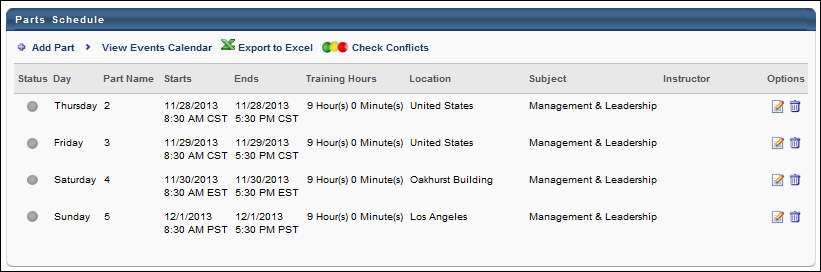 Parts Schedule
Add Part View Events Calendar Export to Excel Check Conflicts
Status Day Part Name Starts Ends Training Hours Location Subject Instructor Options
Thursday 2 11/28/2013 11/28/2013 9 Hour(s) 0 Minute(s) United States Management & Leadership
8:30 AM CST 5:30 PM CST
Friday 3 11/29/2013 11/29/2013 9 Hour(s) 0 Minute(s) United States Management & Leadership
8:30 AM CST 5:30 PM CST
Saturday 4 11/30/2013 11/30/2013 9 Hour(s) 0 Minute(s) Oakhurst Building Management & Leadership
8:30 AM EST 5:30 PM EST
Sunday 5 12/1/2013 12/1/2013 9 Hour(s) 0 Minute(s) Los Angeles Management & Leadership
8:30 AM PST 5:30 PM PST